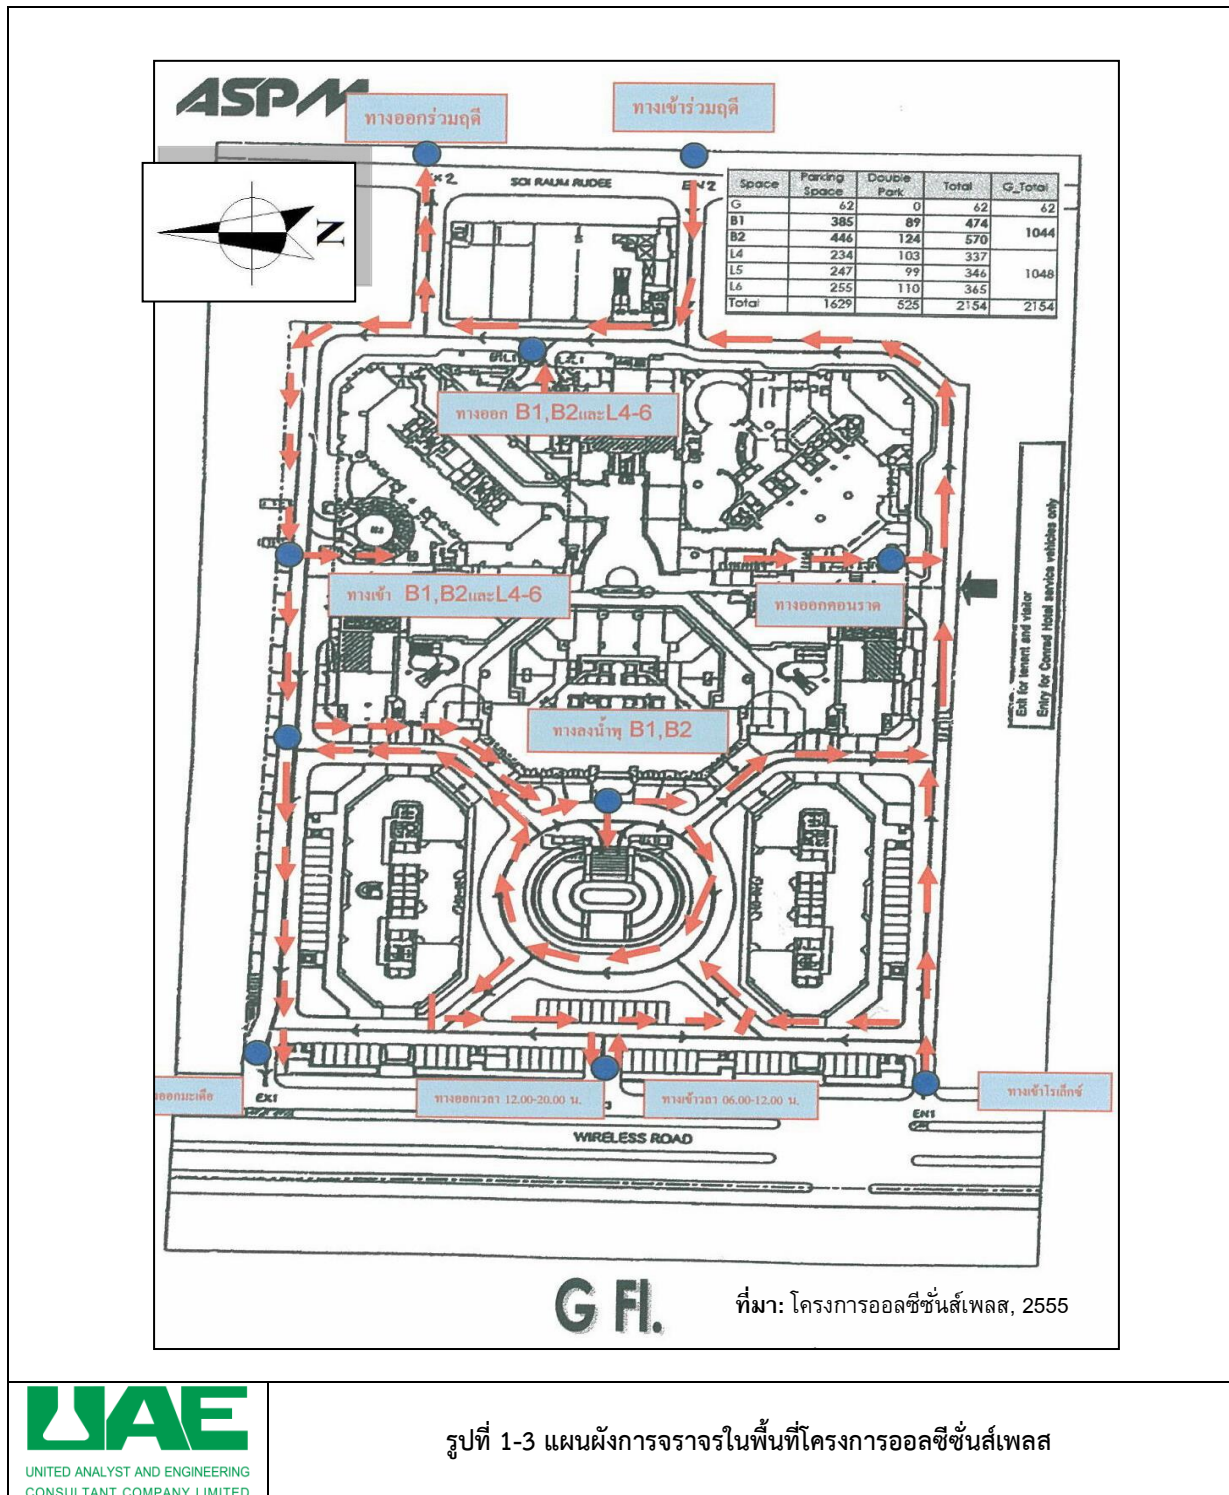 ASPM
ทางออกร่วมฤดี
ทางเข้าร่วมฤดี
SOI RAUM RUDEE
EN2
N
Space Parking Space Double Park Total G_Total
G 62 0 62 62
B1 385 89 474
1044
B2 446 124 570
L4 234 103 337
L5 247 99 346 1048
L6 255 110 365
Total 1629 525 2154 2154
ทางออก B1,B2และL4-6
ทางเข้า B1,B2และL4-6
ทางออกคอนราด
Exit for tenant and visitor
Entry for Conrad Hotel service vehicles only
ทางลงน้ำพุ B1,B2
ออกมะเดือ
ทางออกเวลา 12.00-20.00 น.
ทางเข้าวลา 06.00-12.00 น.
ทางเข้าโรเล็กซ์
EX1
EN1
WIRELESS ROAD
G Fl.
ที่มา: โครงการออลซีซั่นส์เพลส, 2555
UAE
UNITED ANALYST AND ENGINEERING
CONSULTANT COMPANY LIMITED
รูปที่ 1-3 แผนผังการจราจรในพื้นที่โครงการออลซีซั่นส์เพลส